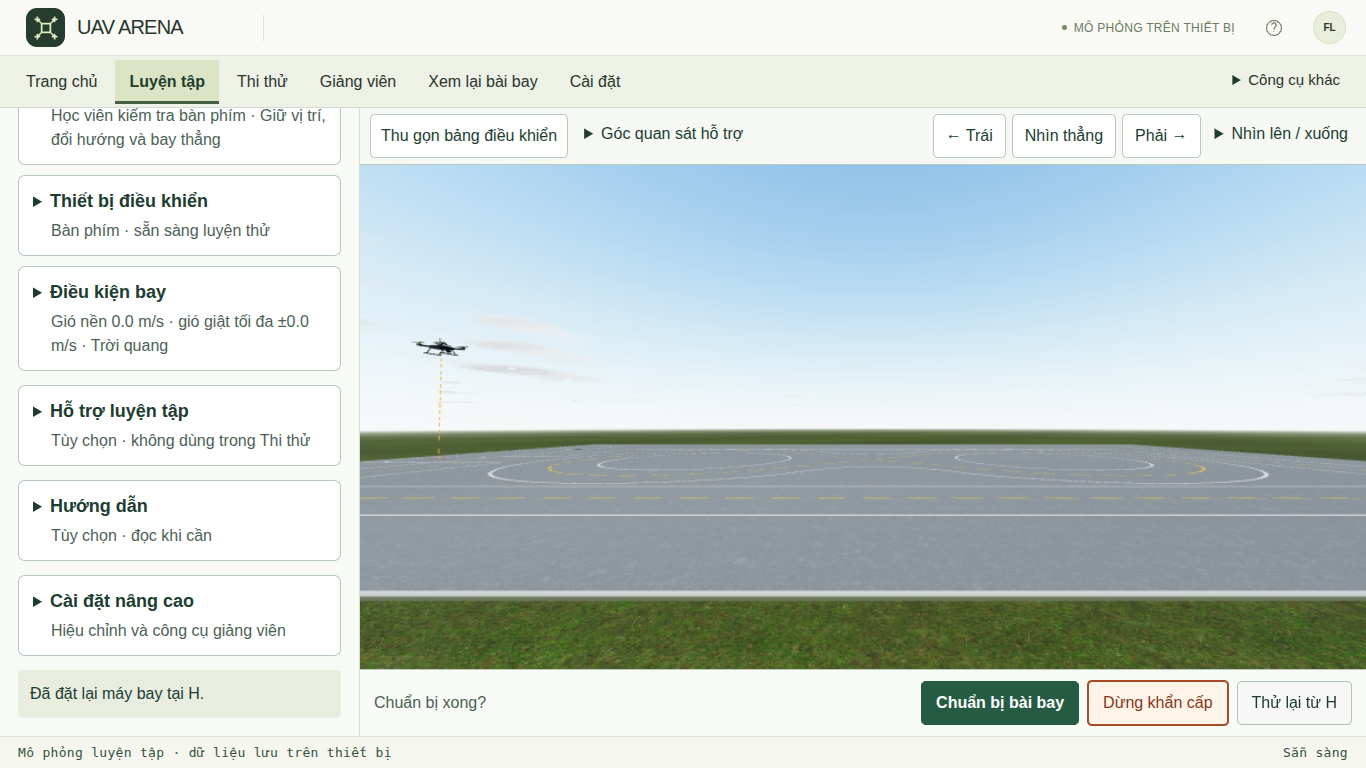 UAV ARENA
MÔ PHỎNG TRÊN THIẾT BỊ
FL
Trang chủ
Luyện tập
Thi thử
Giảng viên
Xem lại bài bay
Cài đặt
Công cụ khác
Học viên kiểm tra bàn phím · Giữ vị trí,
đổi hướng và bay thẳng
Thiết bị điều khiển
Bàn phím · sẵn sàng luyện thử
Điều kiện bay
Gió nền 0.0 m/s · gió giật tối đa ±0.0
m/s · Trời quang
Hỗ trợ luyện tập
Tùy chọn · không dùng trong Thi thử
Hướng dẫn
Tùy chọn · đọc khi cần
Cài đặt nâng cao
Hiệu chỉnh và công cụ giảng viên
Đã đặt lại máy bay tại H.
Thu gọn bảng điều khiển
Góc quan sát hỗ trợ
← Trái
Nhìn thẳng
Phải →
Nhìn lên / xuống
Chuẩn bị xong?
Chuẩn bị bài bay
Dừng khẩn cấp
Thử lại từ H
Mô phỏng luyện tập · dữ liệu lưu trên thiết bị
Sẵn sàng